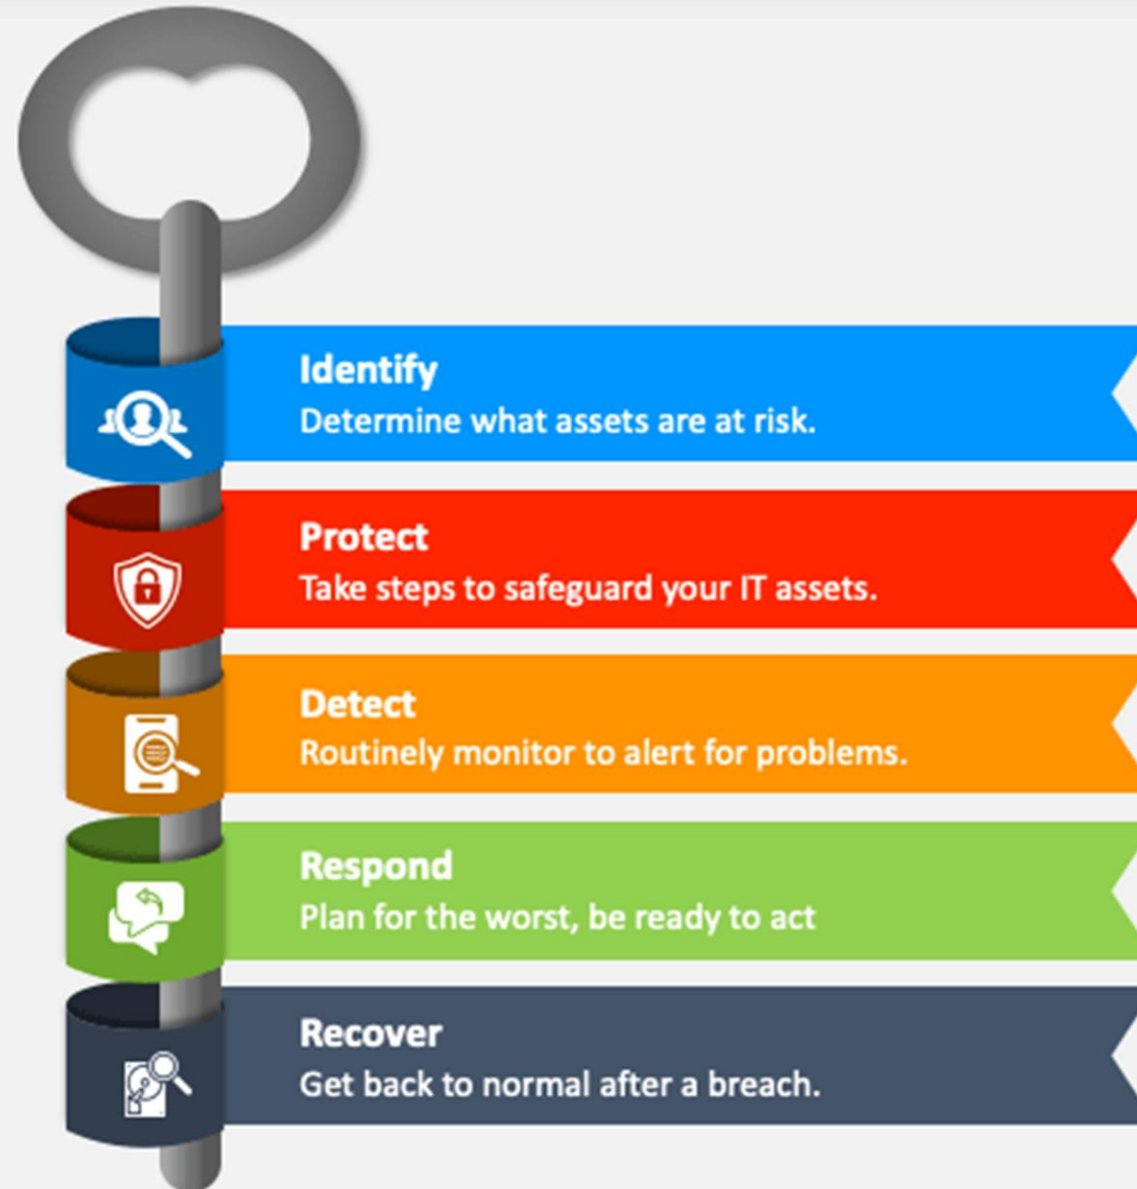 Identify
Determine what assets are at risk.
Protect
Take steps to safeguard your IT assets.
Detect
Routinely monitor to alert for problems.
Respond
Plan for the worst, be ready to act
Recover
Get back to normal after a breach.